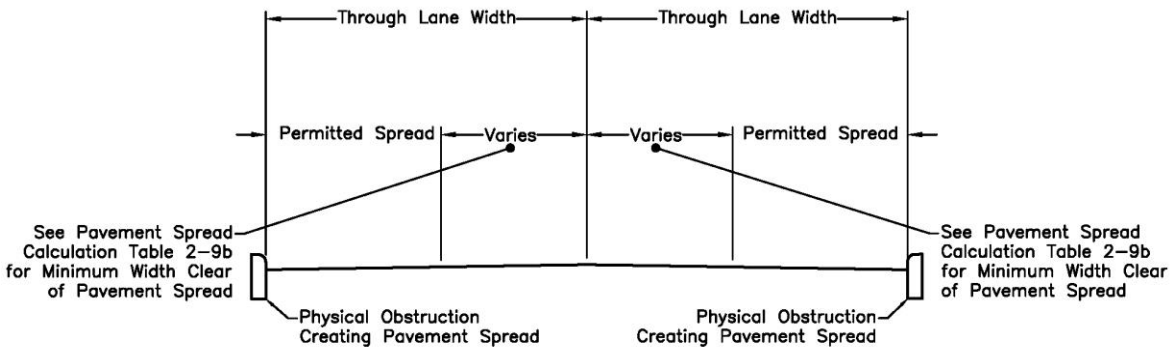 Through Lane Width
Through Lane Width
Permitted Spread
Varies
Varies
Permitted Spread
See Pavement Spread
Calculation Table 2-9b
for Minimum Width Clear
of Pavement Spread
See Pavement Spread
Calculation Table 2-9b
for Minimum Width Clear
of Pavement Spread
Physical Obstruction
Creating Pavement Spread
Physical Obstruction
Creating Pavement Spread